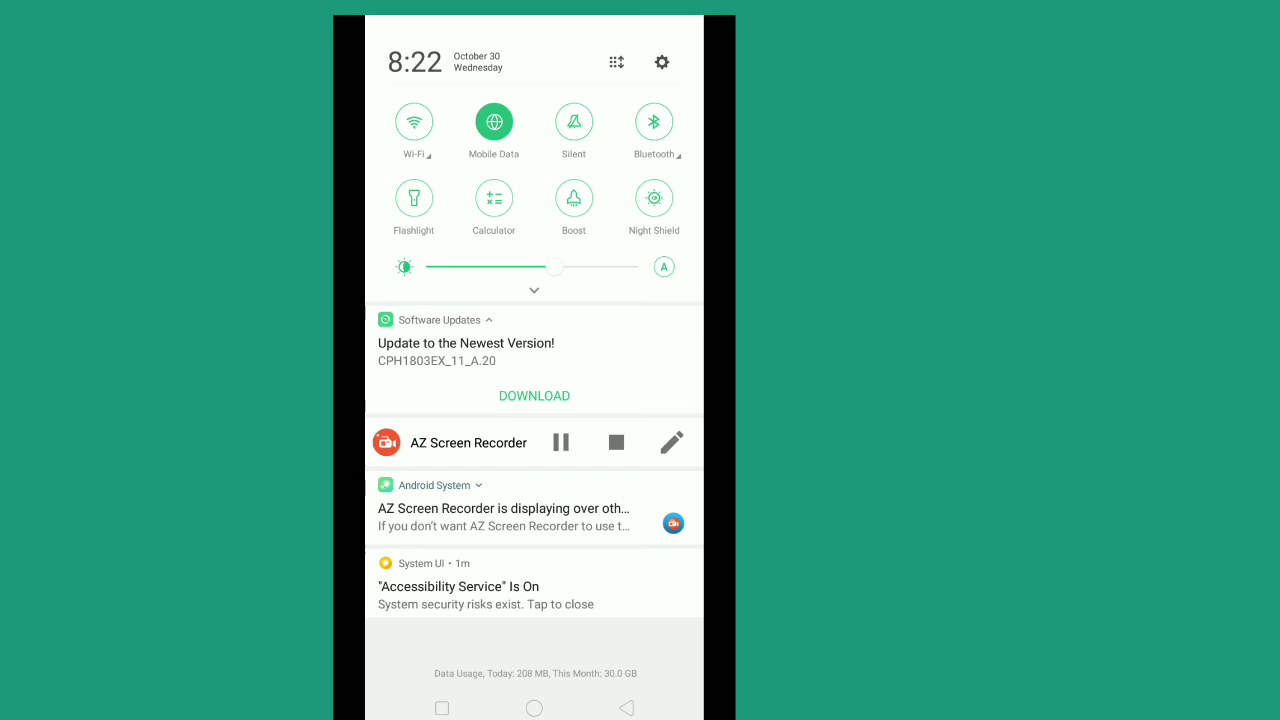 8:22
October 30
Wednesday
Wi-Fi
Mobile Data
Silent
Bluetooth
Flashlight
Calculator
Boost
Night Shield
A
Software Updates
Update to the Newest Version!
CPH1803EX_11_A.20
DOWNLOAD
AZ Screen Recorder
Android System
AZ Screen Recorder is displaying over oth...
If you don't want AZ Screen Recorder to use t...
System UI • 1m
"Accessibility Service" Is On
System security risks exist. Tap to close
Data Usage, Today: 208 MB, This Month: 30.0 GB